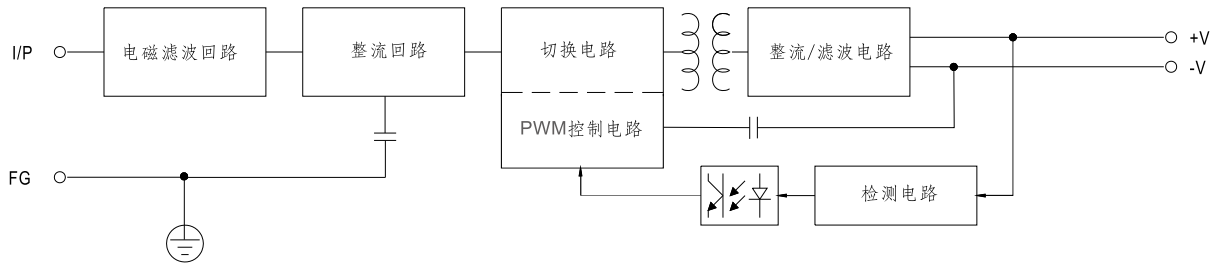 I/P
电磁滤波回路
整流回路
切换电路
整流/滤波电路
+V
-V
PWM控制电路
FG
检测电路